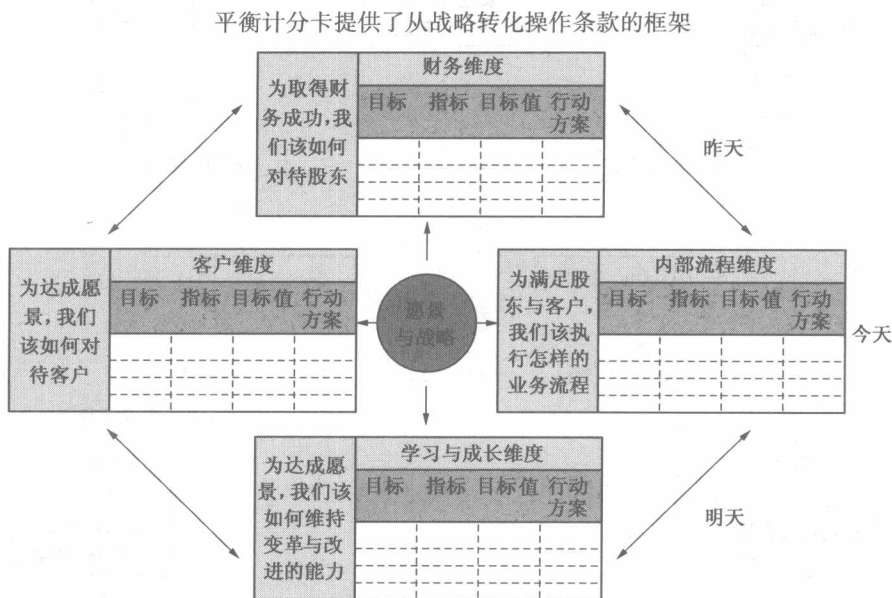 平衡计分卡提供了从战略转化操作条款的框架
为取得财
务成功,我
们该如何
对待股东
财务维度
目标 指标 目标值 行动
方案
昨天
为达成愿
景,我们
该如何对
待客户
客户维度
目标 指标 目标值 行动
方案
愿景
与战略
为满足股
东与客户,
我们该执
行怎样的
业务流程
内部流程维度
目标 指标 目标值 行动
方案
今天
为达成愿
景,我们该
如何维持
变革与改
进的能力
学习与成长维度
目标 指标 目标值 行动
方案
明天